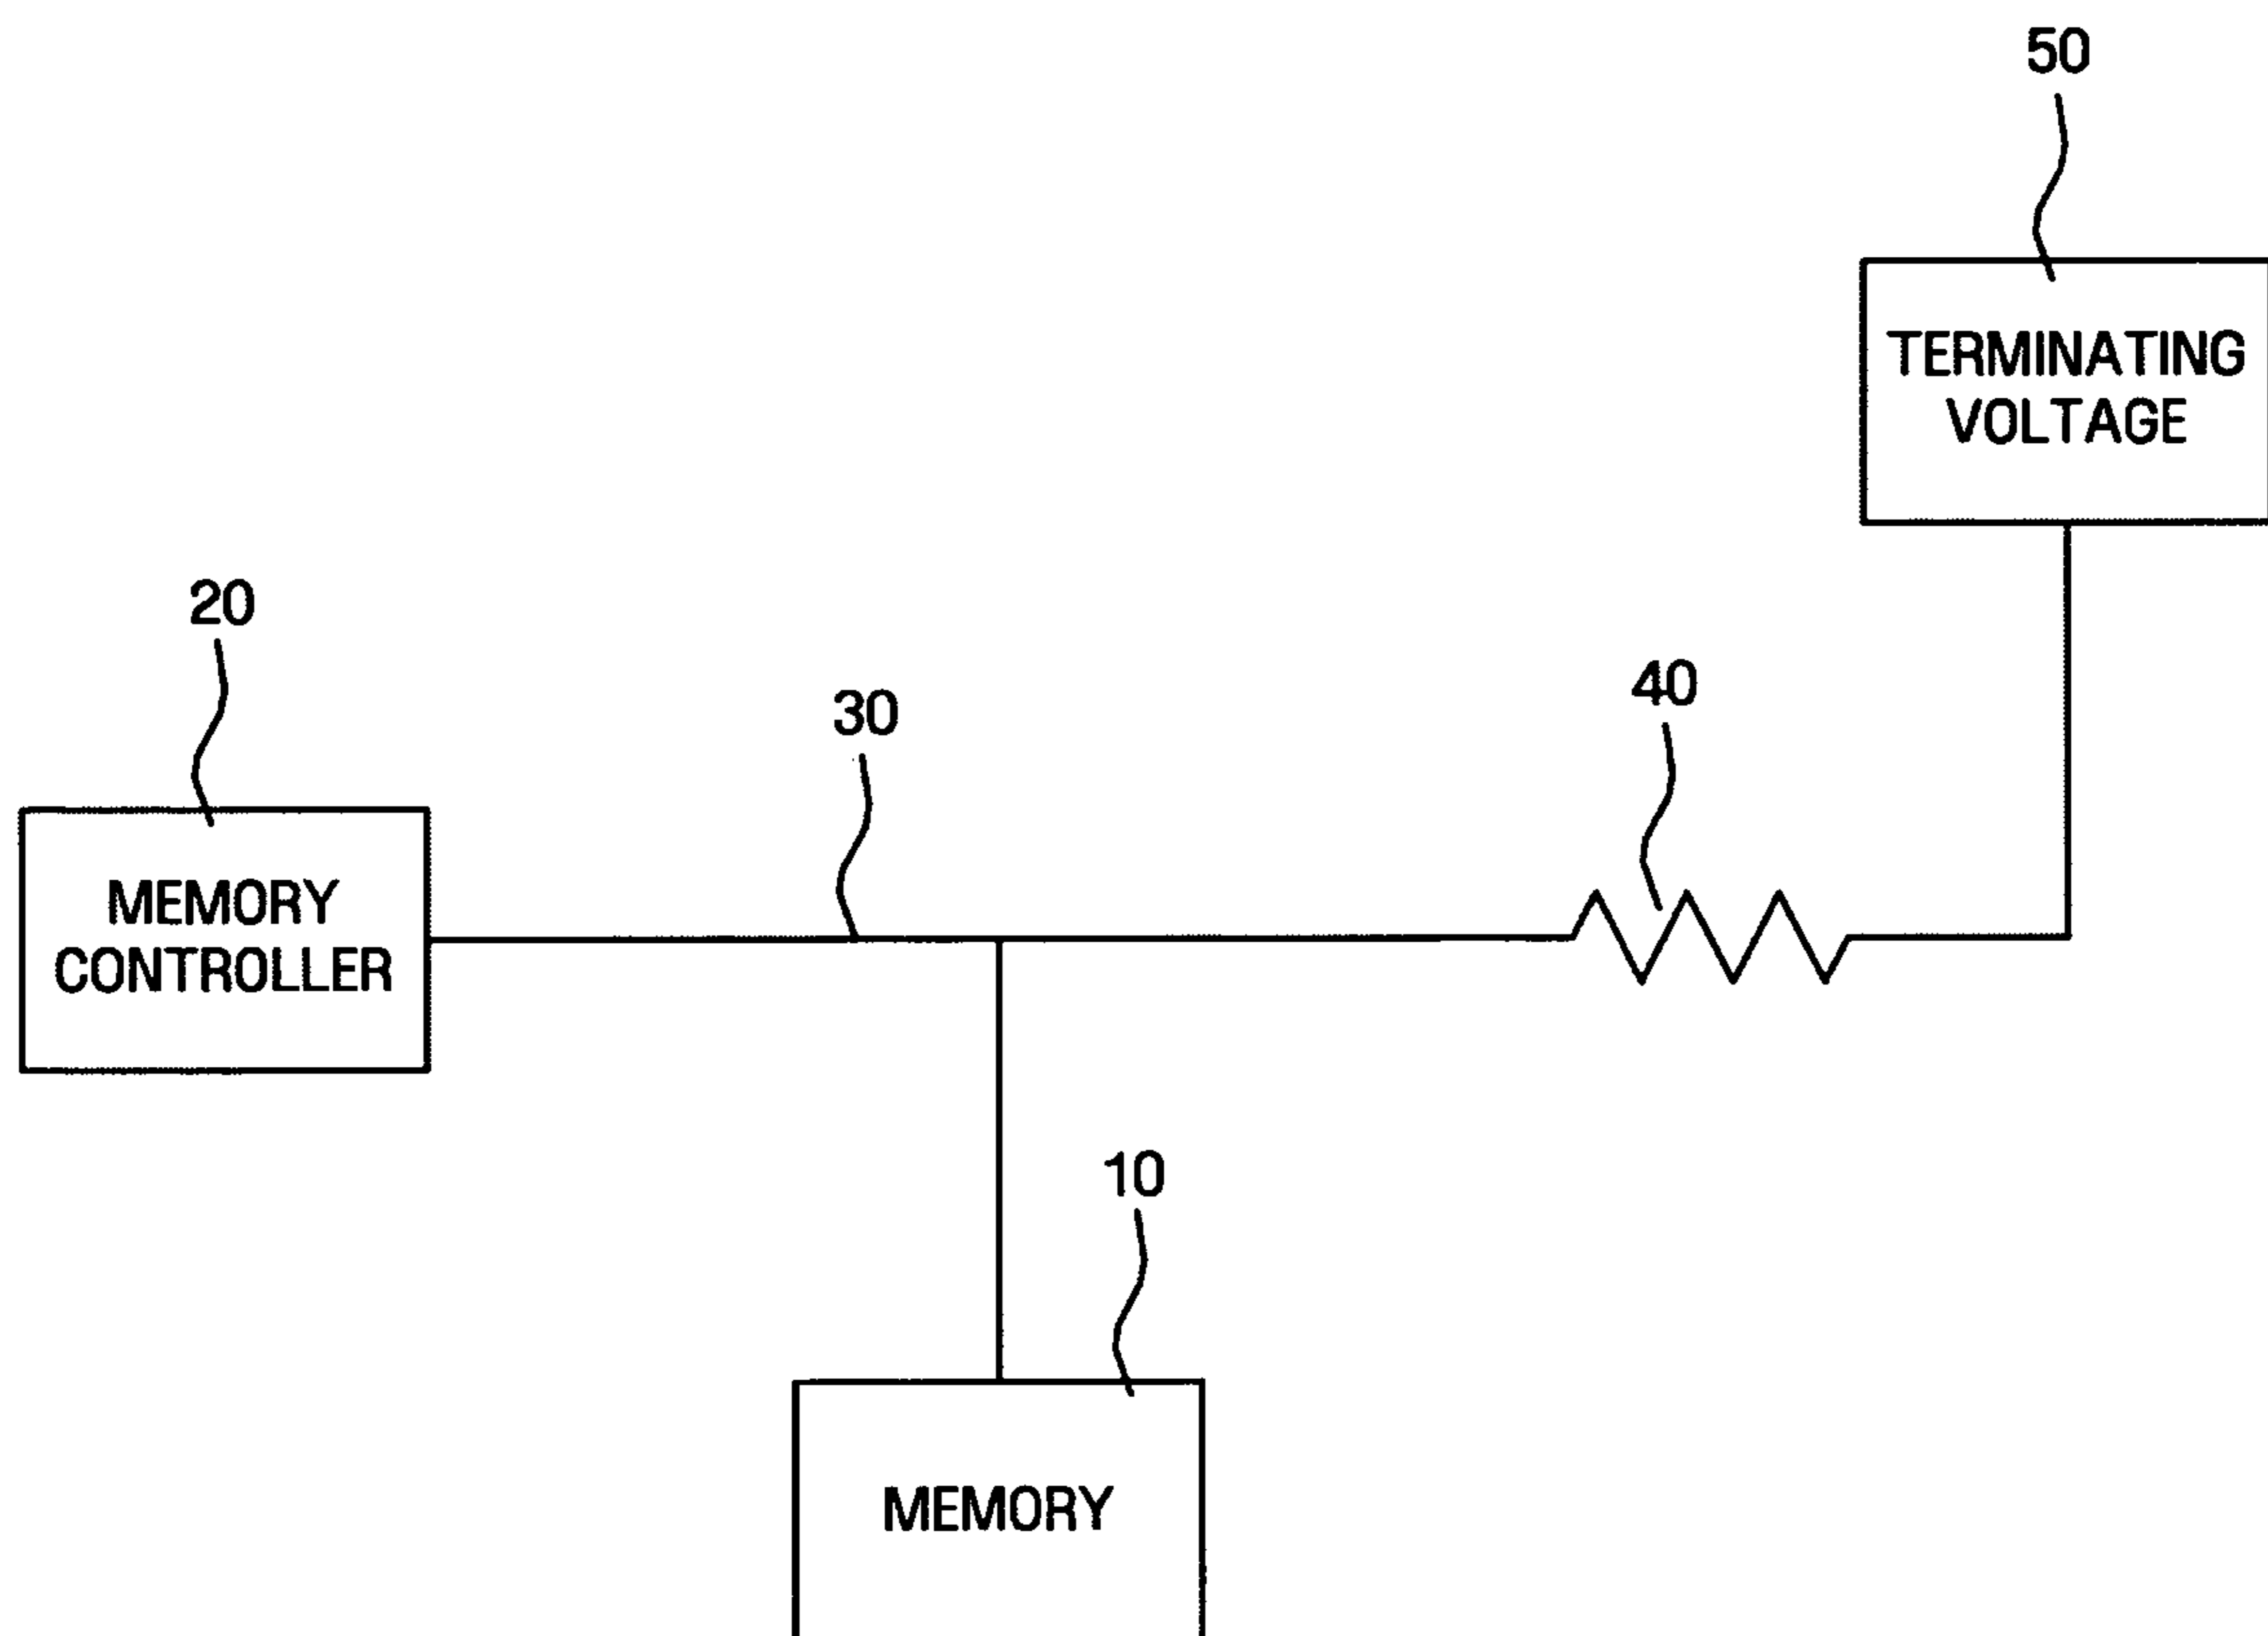 50
TERMINATING
VOLTAGE
20
30
40
MEMORY
CONTROLLER
10
MEMORY